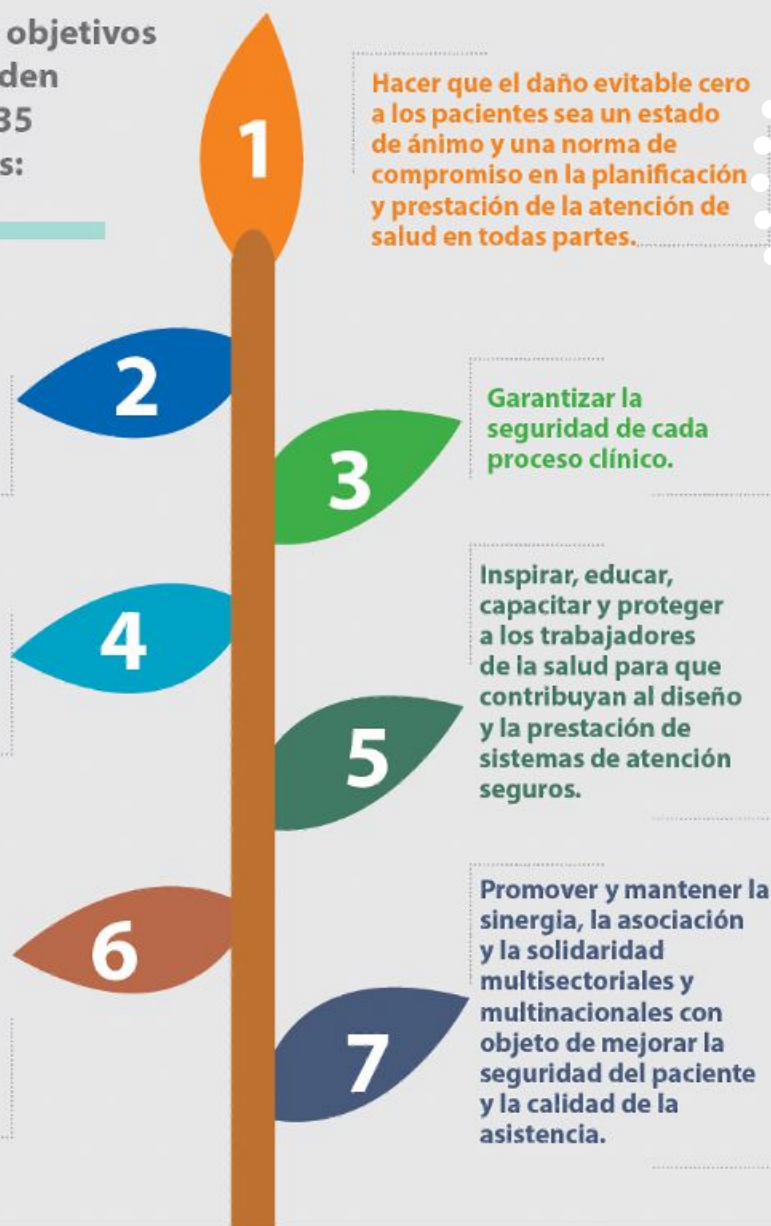 objetivos
den
35
s:
1
Hacer que el daño evitable cero
a los pacientes sea un estado
de ánimo y una norma de
compromiso en la planificación
y prestación de la atención de
salud en todas partes.
2
3
Garantizar la
seguridad de cada
proceso clínico.
4
Inspirar, educar,
capacitar y proteger
a los trabajadores
de la salud para que
contribuyan al diseño
y la prestación de
sistemas de atención
seguros.
5
6
Promover y mantener la
sinergia, la asociación
y la solidaridad
multisectoriales y
multinacionales con
objeto de mejorar la
seguridad del paciente
y la calidad de la
asistencia.
7